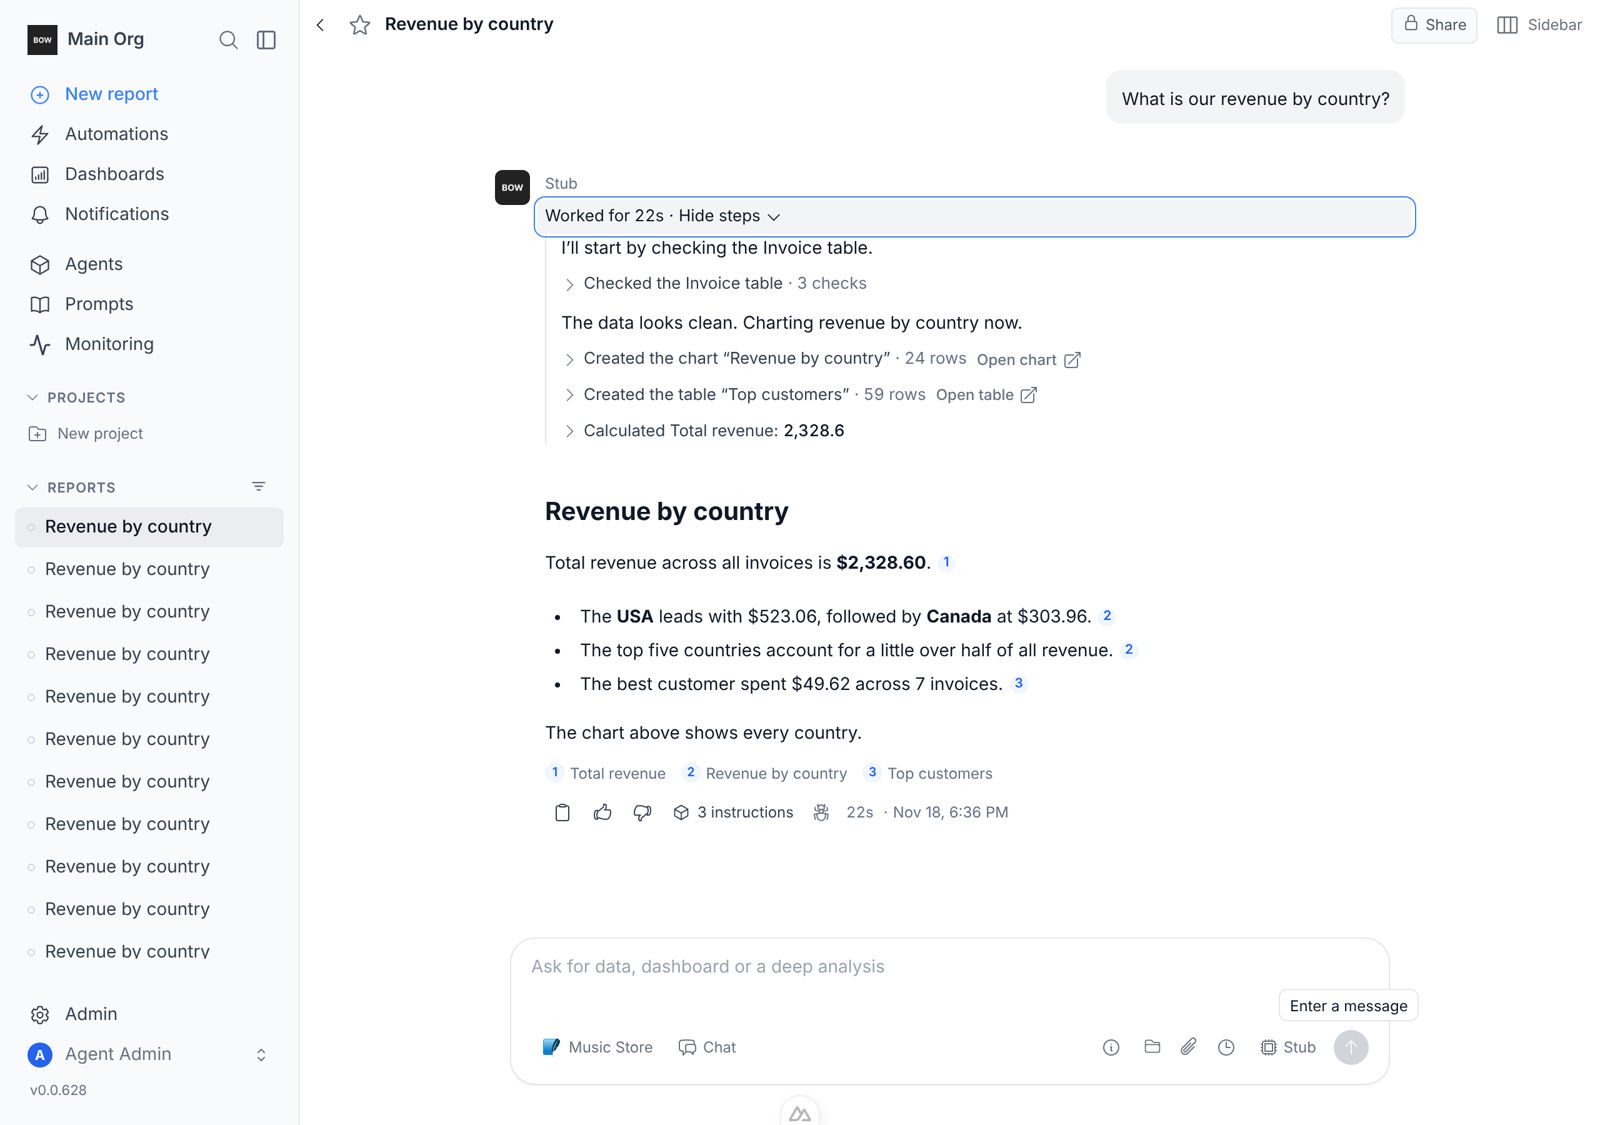 BOW Main Org
New report
Automations
Dashboards
Notifications
Agents
Prompts
Monitoring
PROJECTS
New project
REPORTS
Revenue by country
Revenue by country
Revenue by country
Revenue by country
Revenue by country
Revenue by country
Revenue by country
Revenue by country
Revenue by country
Revenue by country
Revenue by country
Admin
A Agent Admin
v0.0.628
Revenue by country
Share
Sidebar
What is our revenue by country?
BOW Stub
Worked for 22s · Hide steps
I’ll start by checking the Invoice table.
Checked the Invoice table · 3 checks
The data looks clean. Charting revenue by country now.
Created the chart “Revenue by country” · 24 rows Open chart
Created the table “Top customers” · 59 rows Open table
Calculated Total revenue: 2,328.6
Revenue by country
Total revenue across all invoices is $2,328.60. 1
• The USA leads with $523.06, followed by Canada at $303.96. 2
• The top five countries account for a little over half of all revenue. 2
• The best customer spent $49.62 across 7 invoices. 3
The chart above shows every country.
1 Total revenue 2 Revenue by country 3 Top customers
3 instructions 22s · Nov 18, 6:36 PM
Ask for data, dashboard or a deep analysis
Enter a message
Music Store Chat Stub